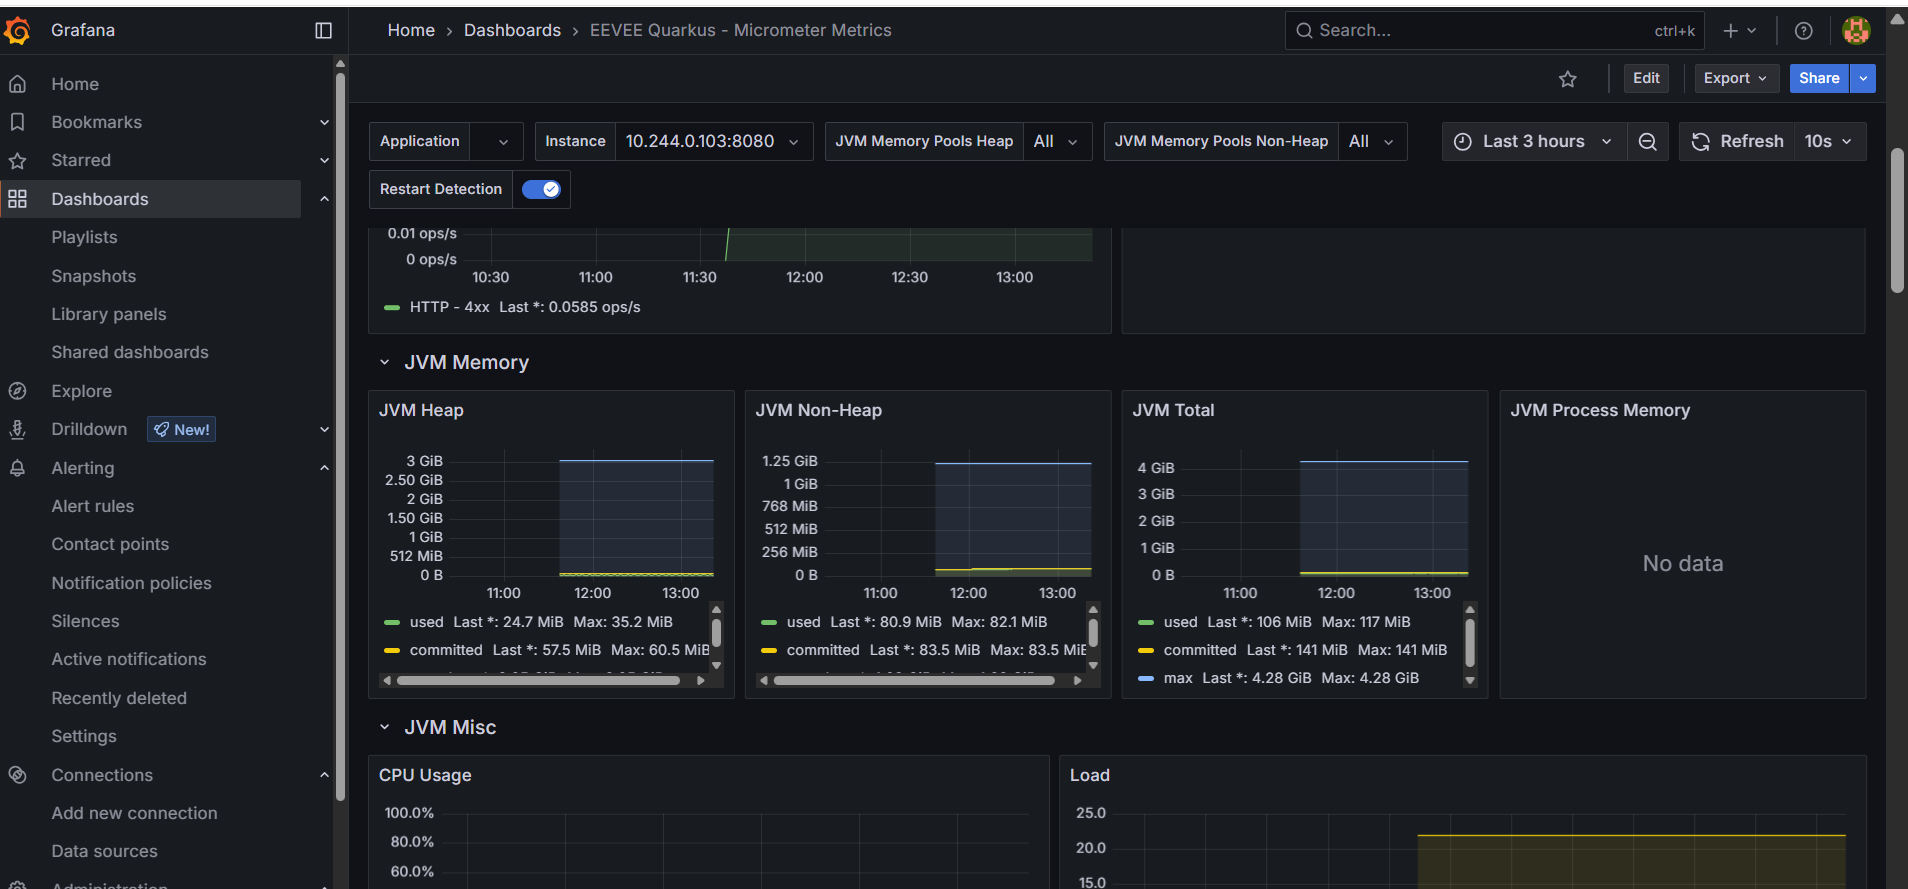 Grafana
Home › Dashboards › EEVEE Quarkus - Micrometer Metrics
Search... ctrl+k
Edit Export Share
Home
Bookmarks
Starred
Dashboards
Playlists
Snapshots
Library panels
Shared dashboards
Explore
Drilldown New!
Alerting
Alert rules
Contact points
Notification policies
Silences
Active notifications
Recently deleted
Settings
Connections
Add new connection
Data sources
Administration
Application
Instance 10.244.0.103:8080
JVM Memory Pools Heap All
JVM Memory Pools Non-Heap All
Last 3 hours
Refresh 10s
Restart Detection
0.01 ops/s
0 ops/s
10:30 11:00 11:30 12:00 12:30 13:00
HTTP - 4xx Last *: 0.0585 ops/s
JVM Memory
JVM Heap
3 GiB
2.50 GiB
2 GiB
1.50 GiB
1 GiB
512 MiB
0 B
11:00 12:00 13:00
used Last *: 24.7 MiB Max: 35.2 MiB
committed Last *: 57.5 MiB Max: 60.5 MiB
JVM Non-Heap
1.25 GiB
1 GiB
768 MiB
512 MiB
256 MiB
0 B
11:00 12:00 13:00
used Last *: 80.9 MiB Max: 82.1 MiB
committed Last *: 83.5 MiB Max: 83.5 MiB
JVM Total
4 GiB
3 GiB
2 GiB
1 GiB
0 B
11:00 12:00 13:00
used Last *: 106 MiB Max: 117 MiB
committed Last *: 141 MiB Max: 141 MiB
max Last *: 4.28 GiB Max: 4.28 GiB
JVM Process Memory
No data
JVM Misc
CPU Usage
100.0%
80.0%
60.0%
Load
25.0
20.0
15.0